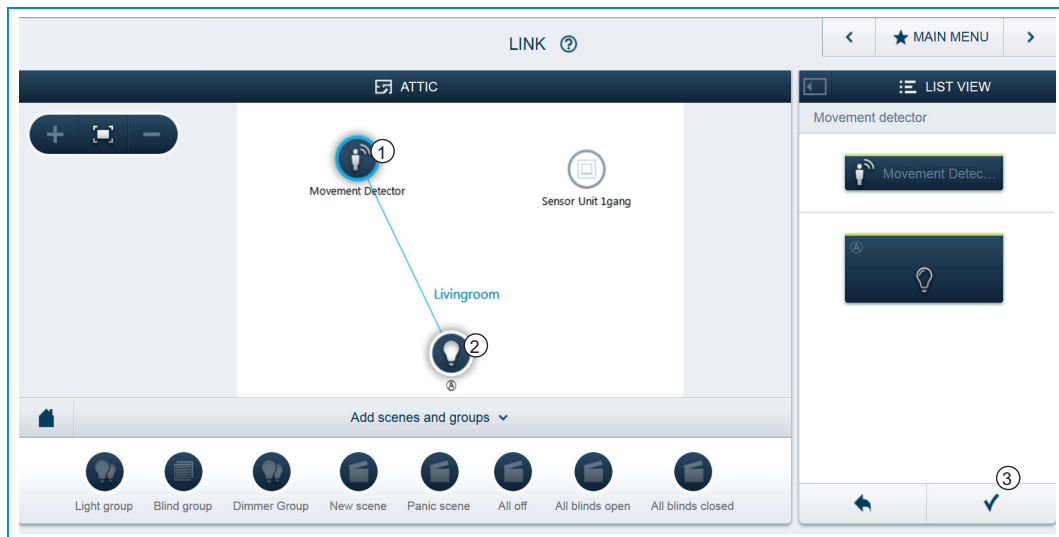 LINK ?
< ★ MAIN MENU >
ATTIC
LIST VIEW
Movement detector
+ −
1
Movement Detector
Sensor Unit 1gang
Movement Detec...
A
Livingroom
2
A
Add scenes and groups
Light group Blind group Dimmer Group New scene Panic scene All off All blinds open All blinds closed
3